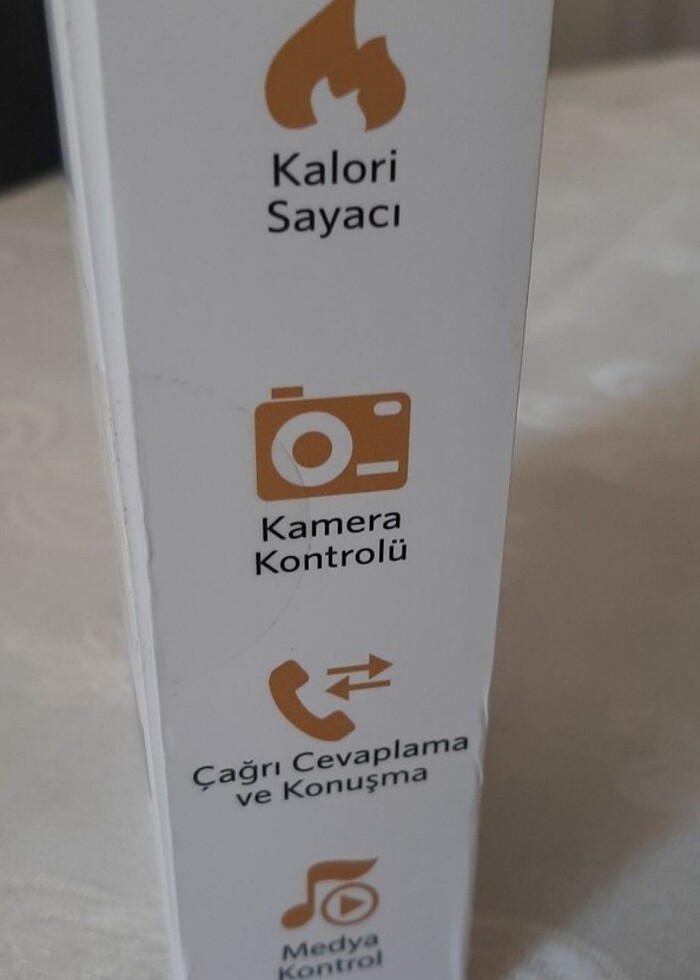 Kalori
Sayacı
Kamera
Kontrolü
Çağrı Cevaplama
ve Konuşma
Medya
Kontrol